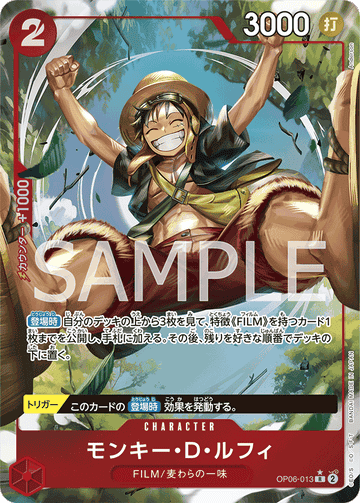 2
3000
打
カウンター +1000
SAMPLE
登場時 自分のデッキの上から3枚を見て、特徴《FILM》を持つカード1
枚までを公開し、手札に加える。その後、残りを好きな順番でデッキの
下に置く。
トリガー このカードの 登場時 効果を発動する。
CHARACTER
モンキー・D・ルフィ
FILM/麦わらの一味
OP06-013 R 2